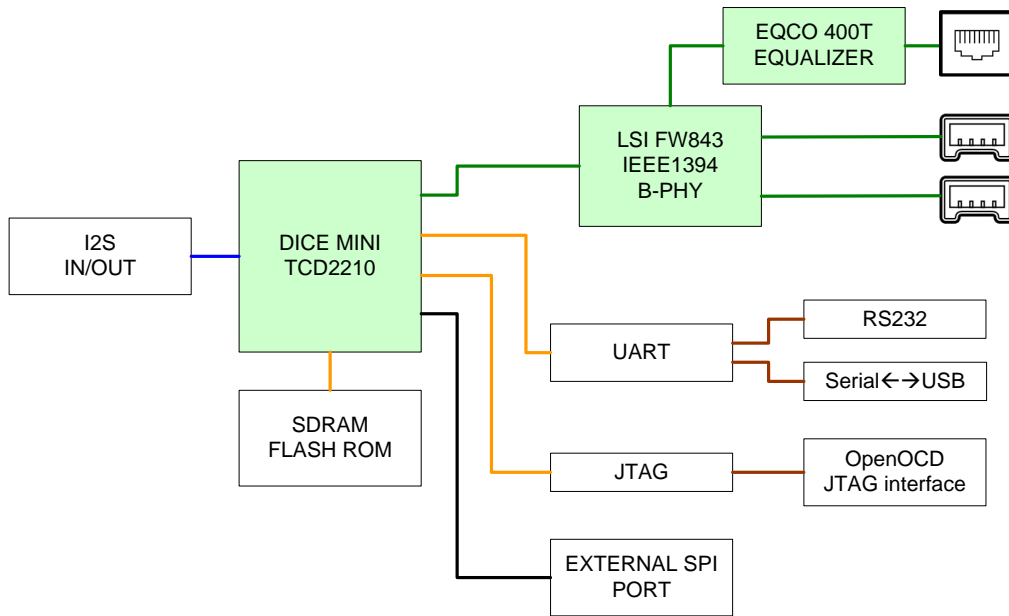 EQCO 400T
EQUALIZER
LSI FW843
IEEE1394
B-PHY
I2S
IN/OUT
DICE MINI
TCD2210
SDRAM
FLASH ROM
UART
RS232
Serial←→USB
JTAG
OpenOCD
JTAG interface
EXTERNAL SPI
PORT